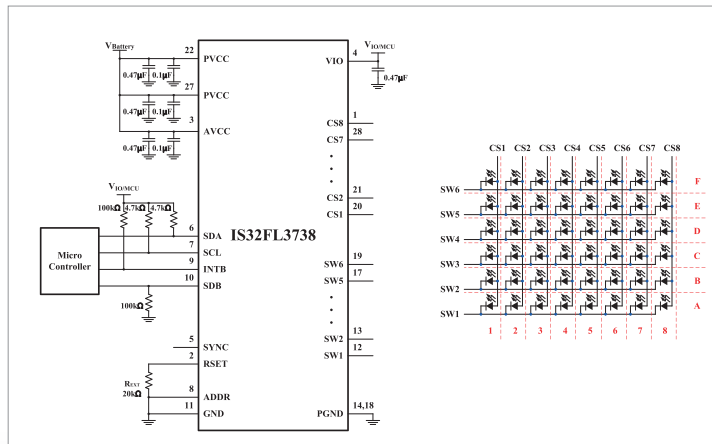 VBattery
22
PVCC
0.47µF
0.1µF
27
PVCC
0.47µF
0.1µF
3
AVCC
0.47µF
0.1µF
4
VIO
VIO/MCU
0.47µF
1
CS8
28
CS7
21
CS2
20
CS1
VIO/MCU
100kΩ
4.7kΩ
4.7kΩ
Micro
Controller
6
SDA
7
SCL
9
INTB
10
SDB
100kΩ
IS32FL3738
19
SW6
17
SW5
13
SW2
12
SW1
5
SYNC
2
RSET
REXT
20kΩ
8
ADDR
11
GND
14,18
PGND
CS1 CS2 CS3 CS4 CS5 CS6 CS7 CS8
SW6 F
SW5 E
SW4 D
SW3 C
SW2 B
SW1 A
1 2 3 4 5 6 7 8